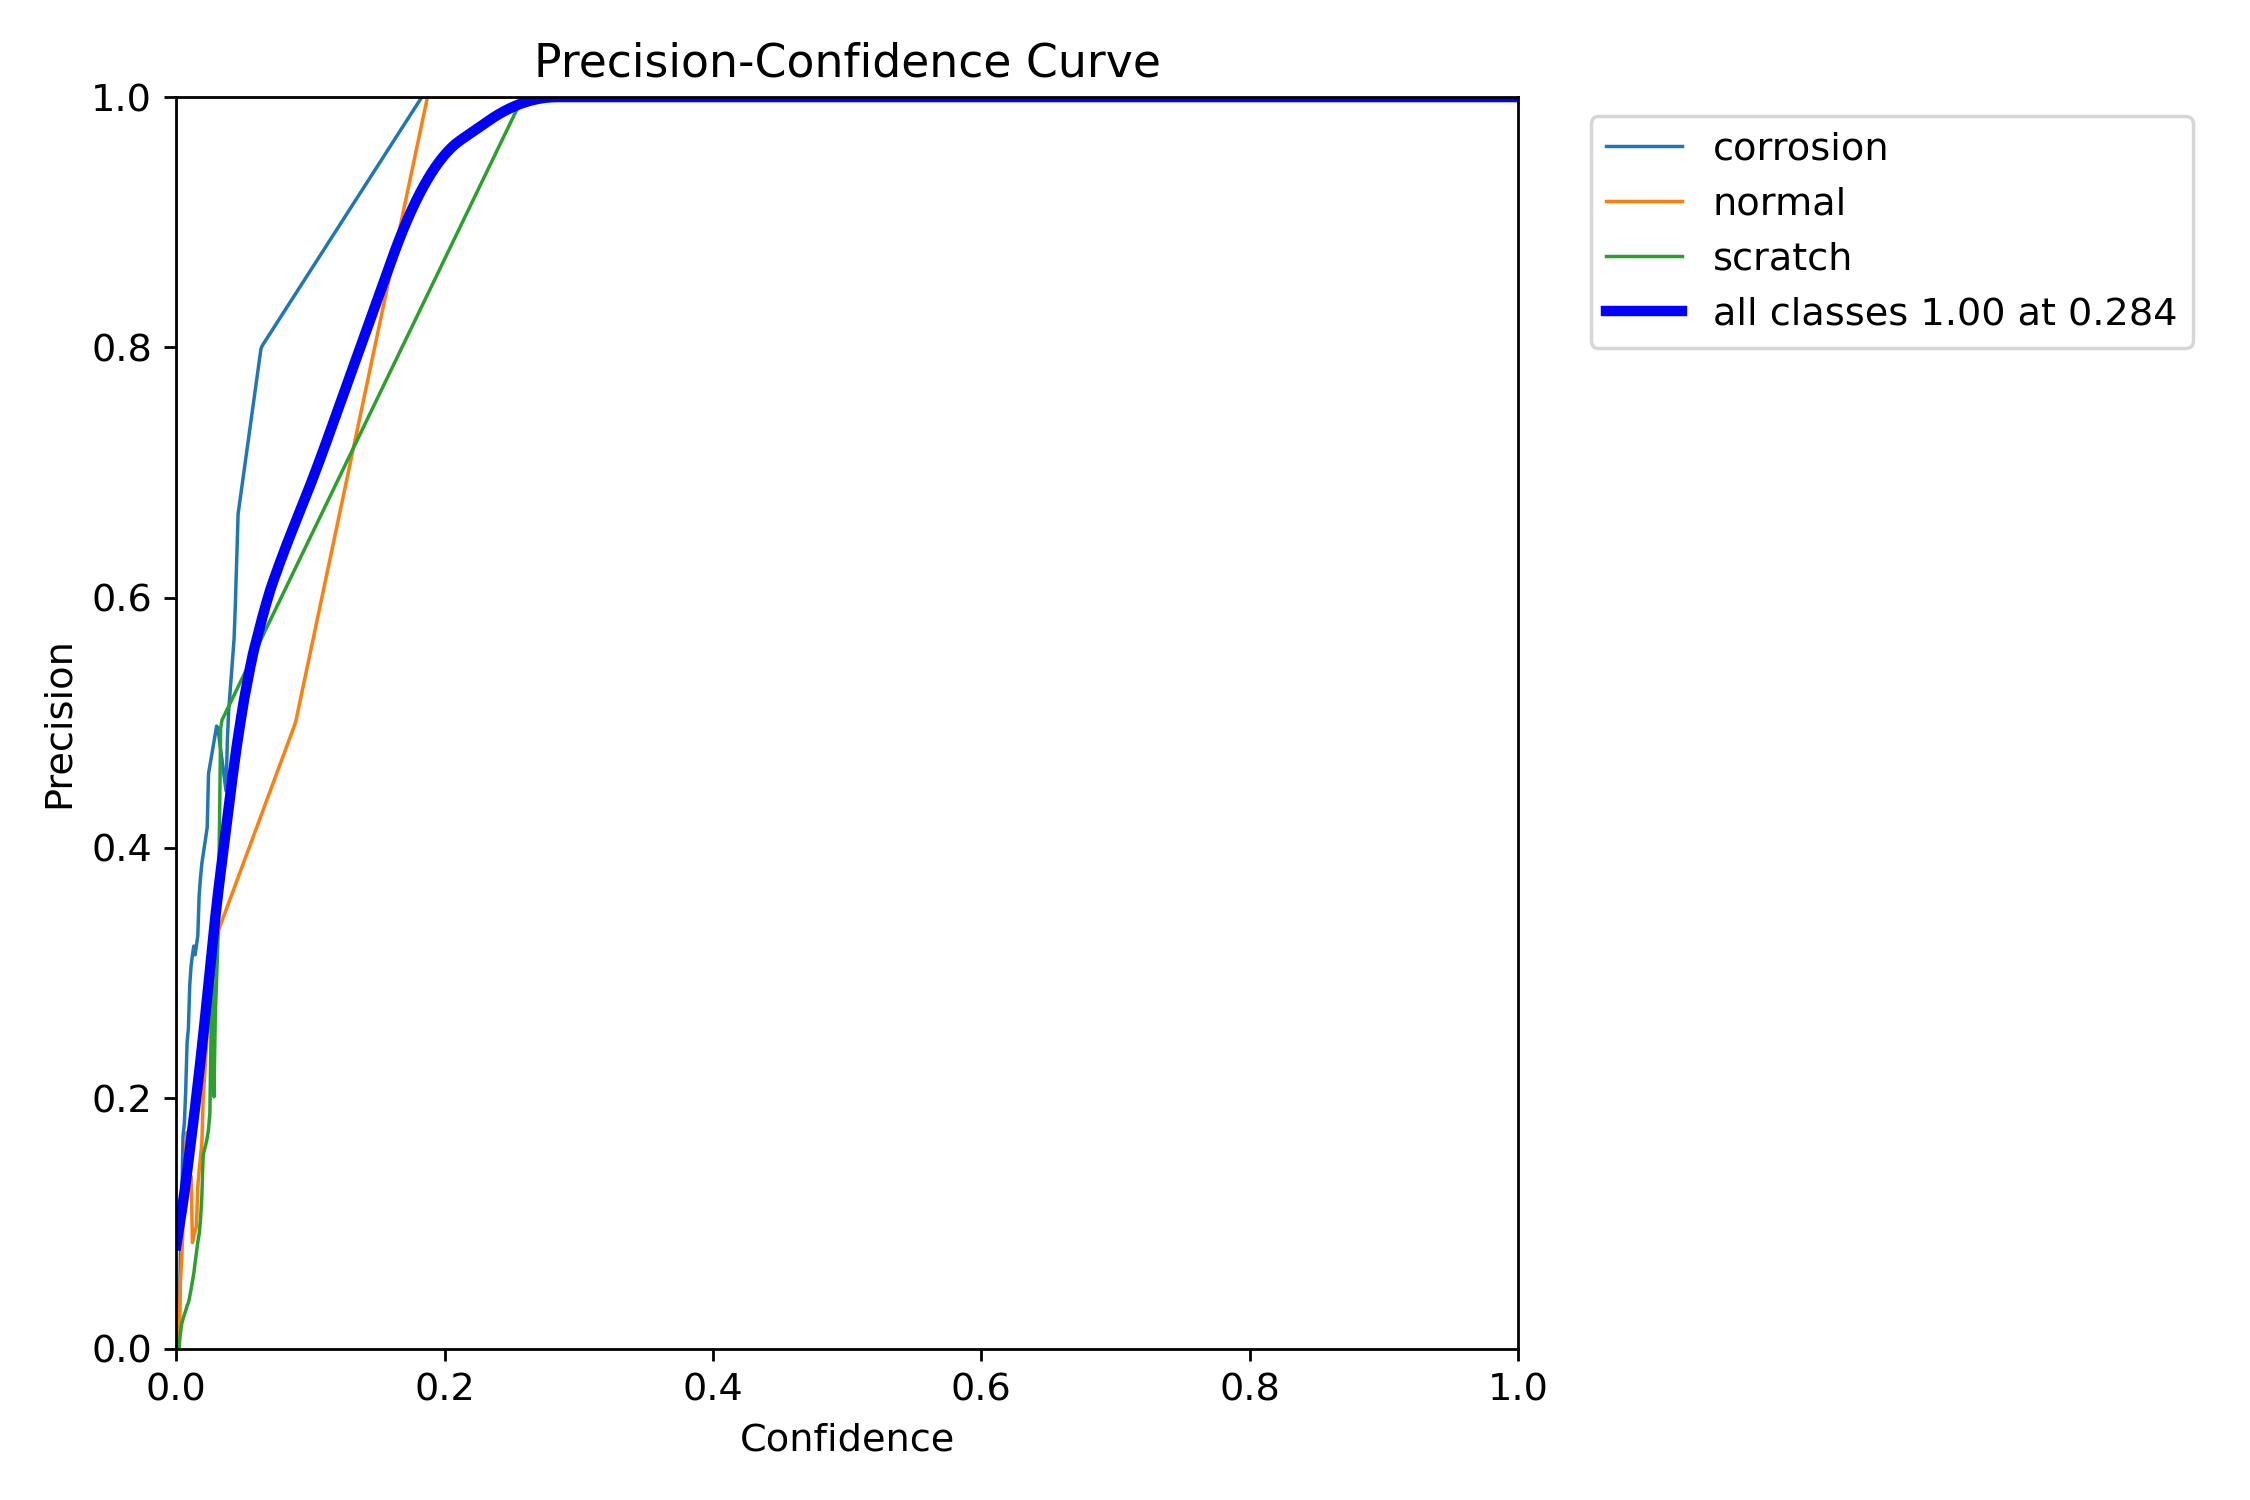 Precision-Confidence Curve
corrosion
normal
scratch
all classes 1.00 at 0.284
1.0
0.8
0.6
0.4
0.2
0.0
Precision
0.0 0.2 0.4 0.6 0.8 1.0
Confidence